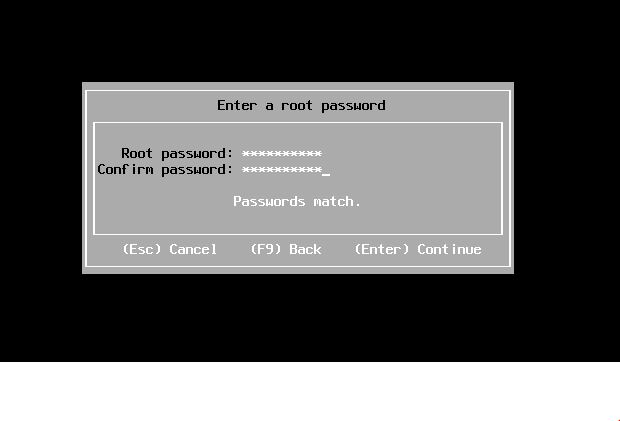 Enter a root password
Root password: **********
Confirm password: **********_
Passwords match.
(Esc) Cancel (F9) Back (Enter) Continue